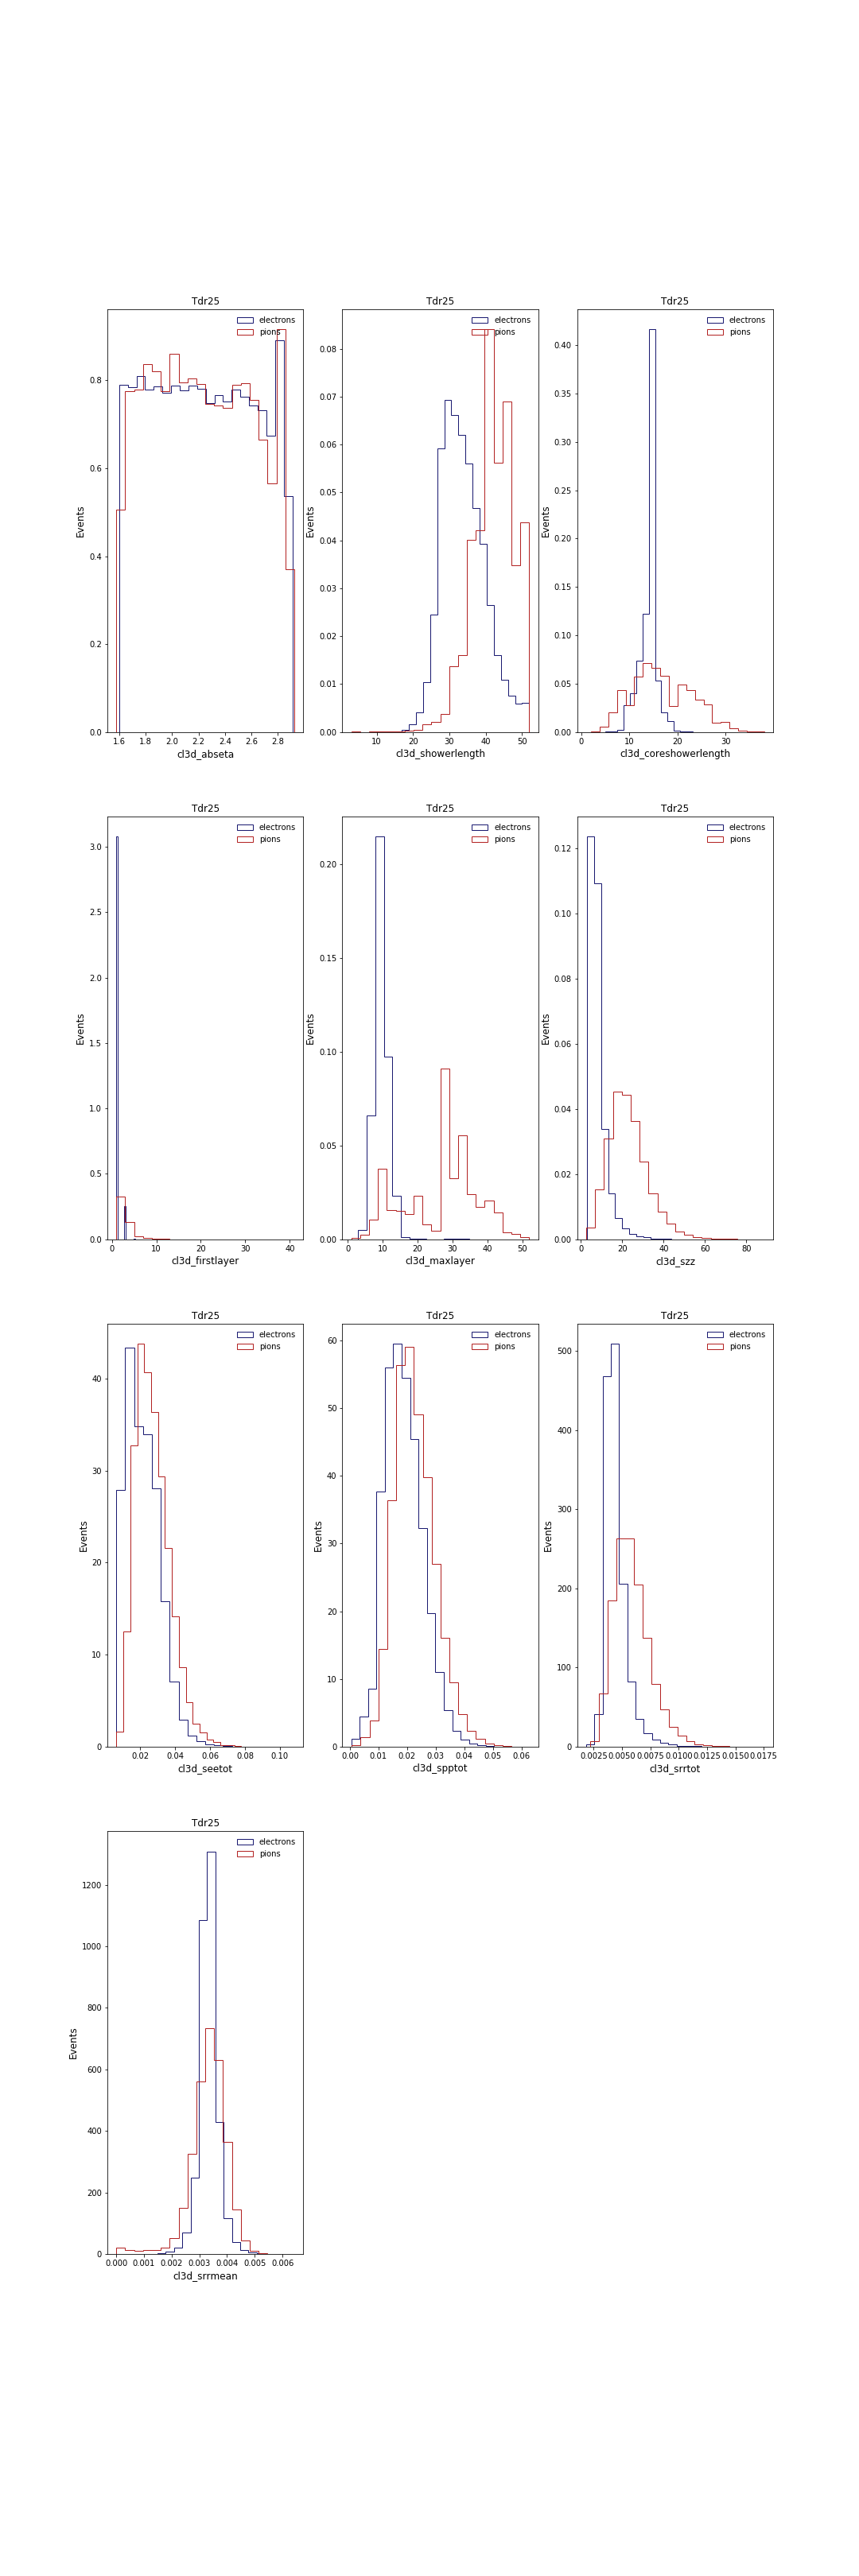 Tdr25 Tdr25 Tdr25
electrons electrons electrons
pions pions pions
0.8 0.08 0.40
0.07 0.35
0.6 0.06 0.30
Events 0.05 Events 0.25 Events
0.4 0.04 0.20
0.03 0.15
0.2 0.02 0.10
0.01 0.05
0.0 0.00 0.00
1.6 1.8 2.0 2.2 2.4 2.6 2.8 10 20 30 40 50 0 10 20 30
cl3d_abseta cl3d_showerlength cl3d_coreshowerlength
Tdr25 Tdr25 Tdr25
electrons electrons electrons
pions pions pions
3.0 0.20 0.12
2.5 0.10
2.0 0.15 0.08
Events Events Events
1.5 0.10 0.06
1.0 0.04
0.5 0.05 0.02
0.0 0.00 0.00
0 10 20 30 40 0 10 20 30 40 50 0 20 40 60 80
cl3d_firstlayer cl3d_maxlayer cl3d_szz
Tdr25 Tdr25 Tdr25
electrons electrons electrons
pions pions pions
40 60 500
50 400
30 40 300
Events Events Events
20 30 200
10 20 100
10
0 0 0
0.02 0.04 0.06 0.08 0.10 0.00 0.01 0.02 0.03 0.04 0.05 0.06 0.0025 0.0050 0.0075 0.0100 0.0125 0.0150 0.0175
cl3d_seetot cl3d_spptot cl3d_srrtot
Tdr25
electrons
pions
1200
1000
800
Events
600
400
200
0
0.000 0.001 0.002 0.003 0.004 0.005 0.006
cl3d_srrmean